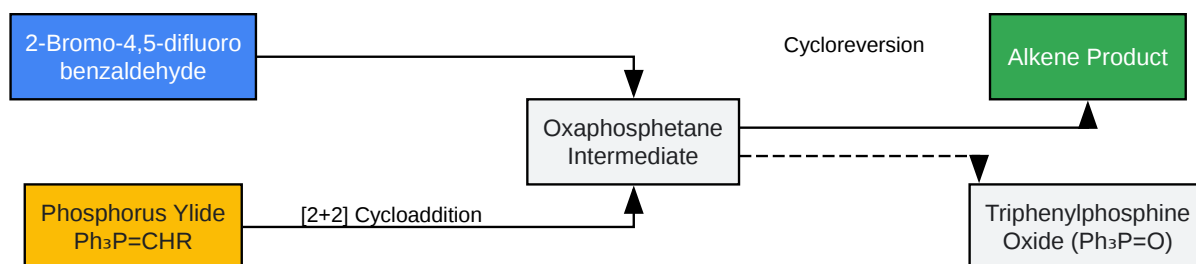 2-Bromo-4,5-difluoro
benzaldehyde
Cycloreversion
Alkene Product
Oxaphosphetane
Intermediate
Phosphorus Ylide
Ph₃P=CHR
[2+2] Cycloaddition
Triphenylphosphine
Oxide (Ph₃P=O)